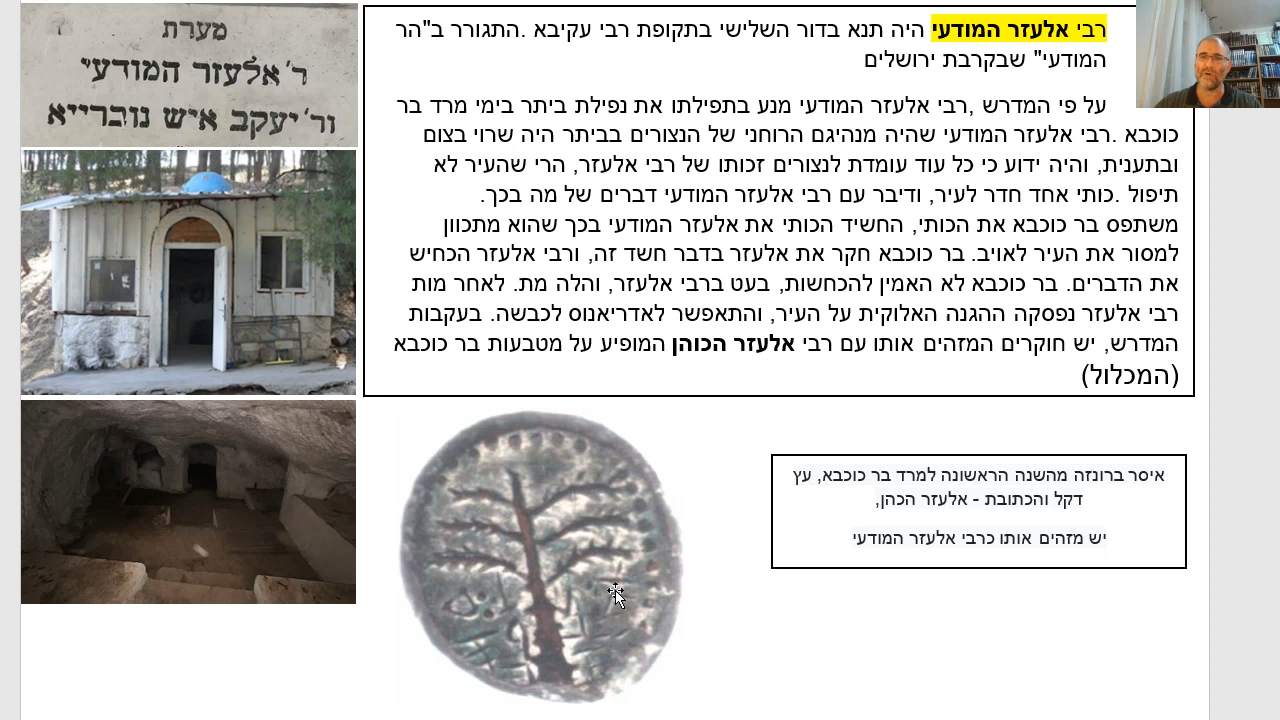 מערת
ר' אלעזר המודעי
ור' יעקב איש נוכרייא
רבי אלעזר המודעי היה תנא בדור השלישי בתקופת רבי עקיבא .התגורר ב"הר
המודעי" שבקרבת ירושלים
על פי המדרש ,רבי אלעזר המודעי מנע בתפילתו את נפילת ביתר בימי מרד בר
כוכבא .רבי אלעזר המודעי שהיה מנהיגם הרוחני של הנצורים בביתר היה שרוי בצום
ובתענית, והיה ידוע כי כל עוד עומדת לנצורים זכותו של רבי אלעזר, הרי שהעיר לא
תיפול .כותי אחד חדר לעיר, ודיבר עם רבי אלעזר המודעי דברים של מה בכך.
משתפס בר כוכבא את הכותי, החשיד הכותי את אלעזר המודעי בכך שהוא מתכוון
למסור את העיר לאויב. בר כוכבא חקר את אלעזר בדבר חשד זה, ורבי אלעזר הכחיש
את הדברים. בר כוכבא לא האמין להכחשות, בעט ברבי אלעזר, והלה מת. לאחר מות
רבי אלעזר נפסקה ההגנה האלוקית על העיר, והתאפשר לאדריאנוס לכבשה. בעקבות
המדרש, יש חוקרים המזהים אותו עם רבי אלעזר הכוהן המופיע על מטבעות בר כוכבא
(המכלול)
איסר ברונזה מהשנה הראשונה למרד בר כוכבא, עץ
דקל והכתובת - אלעזר הכהן,
יש מזהים אותו כרבי אלעזר המודעי